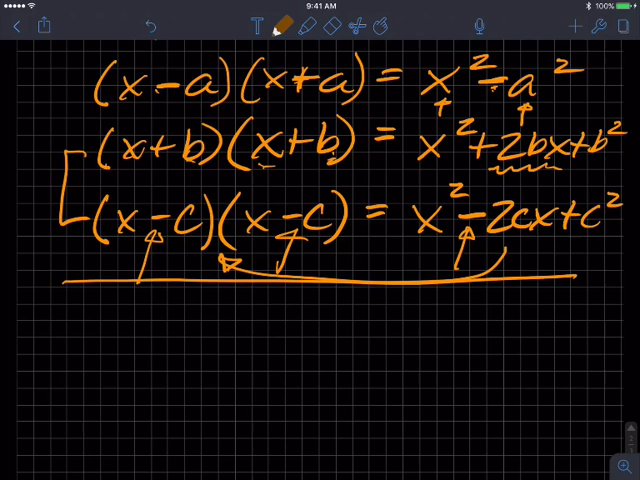 9:41 AM 100%
T
(x-a)(x+a) = x²-a²
(x+b)(x+b) = x²+2bx+b²
(x-c)(x-c) = x²-2cx+c²